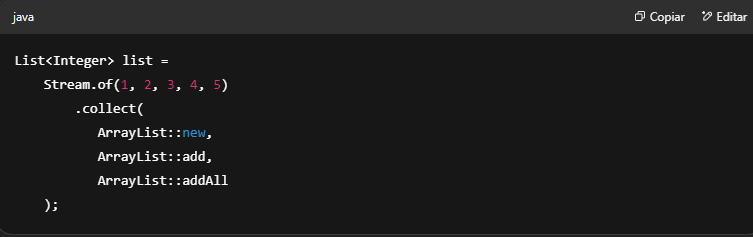 java Copiar Editar
List<Integer> list =
    Stream.of(1, 2, 3, 4, 5)
        .collect(
           ArrayList::new,
           ArrayList::add,
           ArrayList::addAll
    );